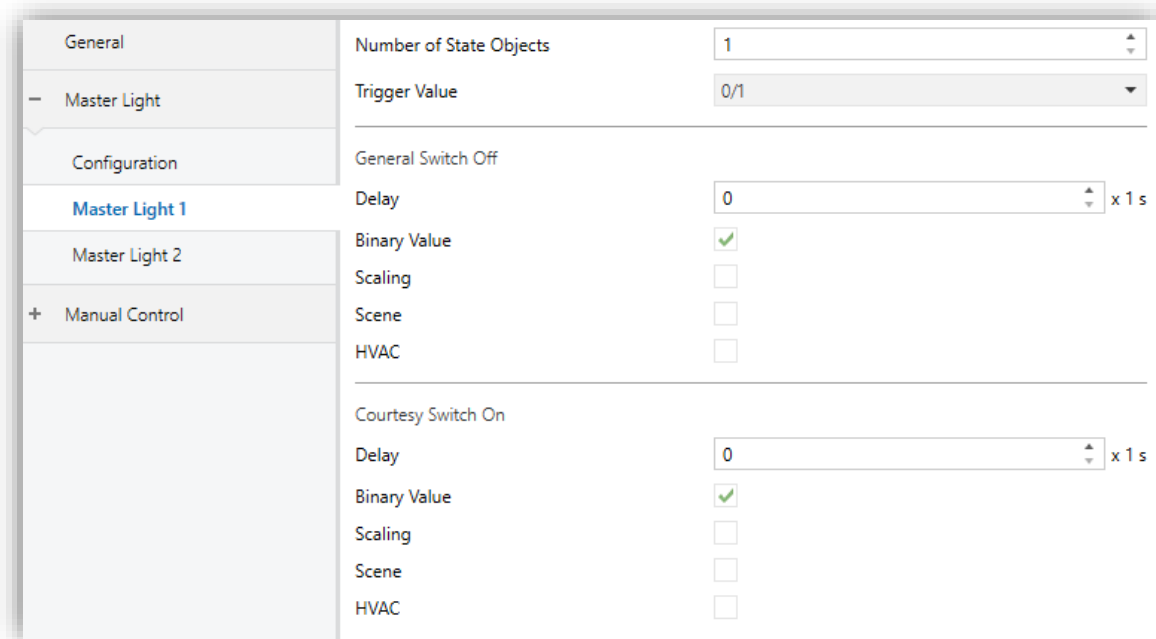 General
Master Light
Configuration
Master Light 1
Master Light 2
Manual Control
Number of State Objects 1
Trigger Value 0/1
General Switch Off
Delay 0 x 1 s
Binary Value
Scaling
Scene
HVAC
Courtesy Switch On
Delay 0 x 1 s
Binary Value
Scaling
Scene
HVAC